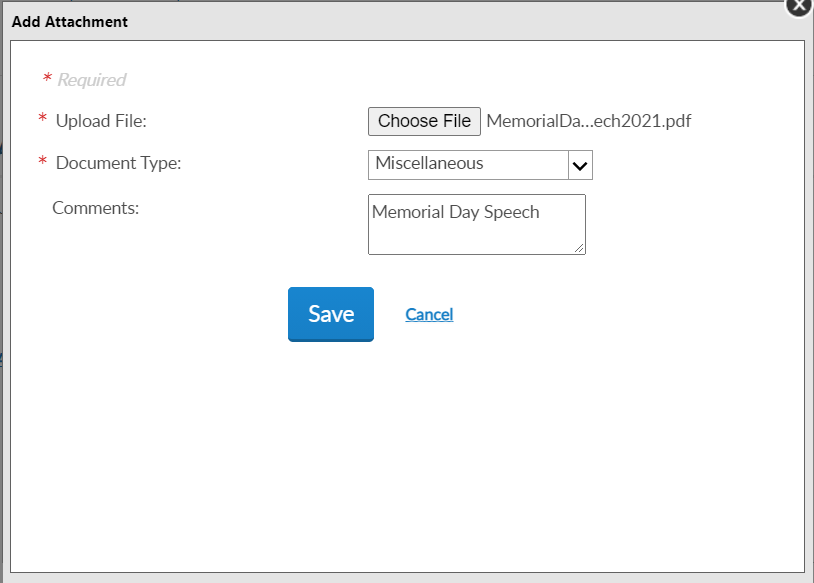 Add Attachment
* Required
* Upload File: Choose File MemorialDa...ech2021.pdf
* Document Type: Miscellaneous
Comments: Memorial Day Speech
Save Cancel